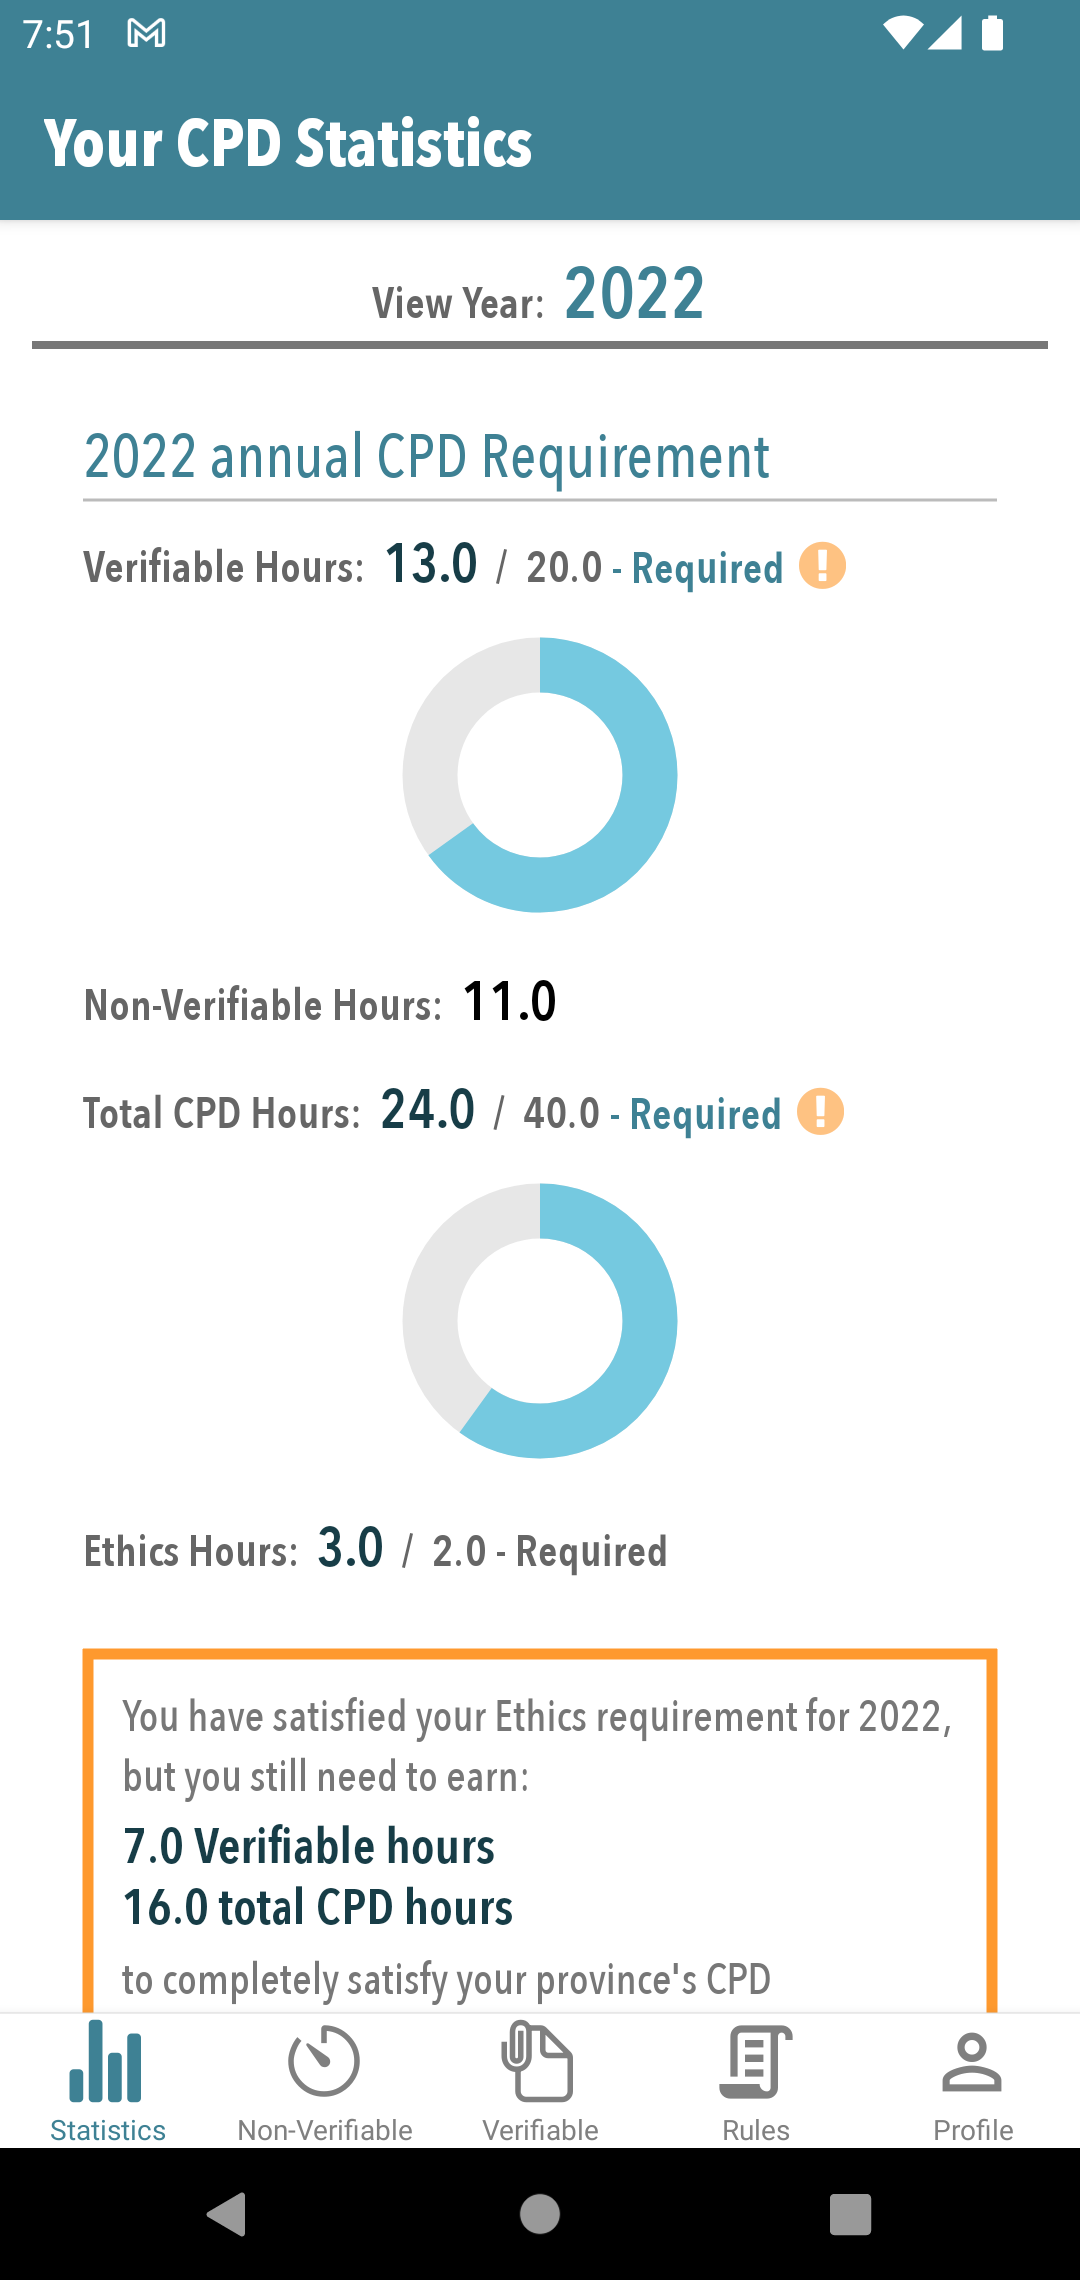 7:51
Your CPD Statistics
View Year: 2022
2022 annual CPD Requirement
Verifiable Hours: 13.0 / 20.0 - Required
Non-Verifiable Hours: 11.0
Total CPD Hours: 24.0 / 40.0 - Required
Ethics Hours: 3.0 / 2.0 - Required
You have satisfied your Ethics requirement for 2022,
but you still need to earn:
7.0 Verifiable hours
16.0 total CPD hours
to completely satisfy your province's CPD
Statistics Non-Verifiable Verifiable Rules Profile